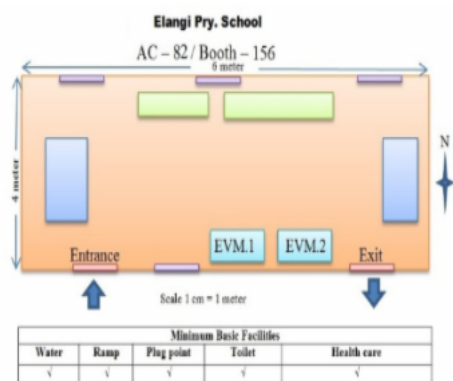 Elangi Pry. School
AC – 82 / Booth – 156
6 meter
4 meter
N
EVM.1 EVM.2
Entrance Exit
Scale 1 cm = 1 meter
Minimum Basic Facilities
Water Ramp Plug point Toilet Health care
√ √ √ √ √